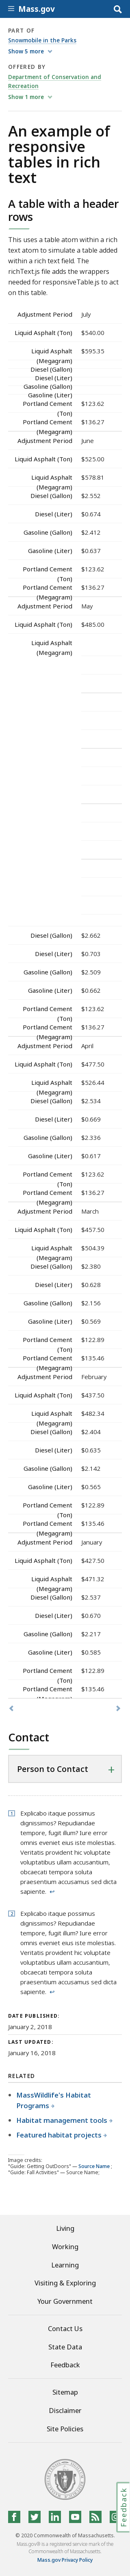 Mass.gov
PART OF
Snowmobile in the Parks
Show 5 more
OFFERED BY
Department of Conservation and
Recreation
Show 1 more
An example of
responsive
tables in rich
text
A table with a header
rows
This uses a table within a rich
text atom to simulate a table added
within a rich text field. The
richText.js file adds the wrappers
needed for responsiveTable.js to act
on this table.
Adjustment Period July
Liquid Asphalt (Ton) $540.00
Liquid Asphalt $595.35
(Megagram)
Diesel (Gallon)
Diesel (Liter)
Gasoline (Gallon)
Gasoline (Liter)
Portland Cement $123.62
(Ton)
Portland Cement $136.27
(Megagram)
Adjustment Period June
Liquid Asphalt (Ton) $525.00
Liquid Asphalt $578.81
(Megagram)
Diesel (Gallon) $2.552
Diesel (Liter) $0.674
Gasoline (Gallon) $2.412
Gasoline (Liter) $0.637
Portland Cement $123.62
(Ton)
Portland Cement $136.27
(Megagram)
Adjustment Period May
Liquid Asphalt (Ton) $485.00
Liquid Asphalt
(Megagram)
Diesel (Gallon) $2.662
Diesel (Liter) $0.703
Gasoline (Gallon) $2.509
Gasoline (Liter) $0.662
Portland Cement $123.62
(Ton)
Portland Cement $136.27
(Megagram)
Adjustment Period April
Liquid Asphalt (Ton) $477.50
Liquid Asphalt $526.44
(Megagram)
Diesel (Gallon) $2.534
Diesel (Liter) $0.669
Gasoline (Gallon) $2.336
Gasoline (Liter) $0.617
Portland Cement $123.62
(Ton)
Portland Cement $136.27
(Megagram)
Adjustment Period March
Liquid Asphalt (Ton) $457.50
Liquid Asphalt $504.39
(Megagram)
Diesel (Gallon) $2.380
Diesel (Liter) $0.628
Gasoline (Gallon) $2.156
Gasoline (Liter) $0.569
Portland Cement $122.89
(Ton)
Portland Cement $135.46
(Megagram)
Adjustment Period February
Liquid Asphalt (Ton) $437.50
Liquid Asphalt $482.34
(Megagram)
Diesel (Gallon) $2.404
Diesel (Liter) $0.635
Gasoline (Gallon) $2.142
Gasoline (Liter) $0.565
Portland Cement $122.89
(Ton)
Portland Cement $135.46
(Megagram)
Adjustment Period January
Liquid Asphalt (Ton) $427.50
Liquid Asphalt $471.32
(Megagram)
Diesel (Gallon) $2.537
Diesel (Liter) $0.670
Gasoline (Gallon) $2.217
Gasoline (Liter) $0.585
Portland Cement $122.89
(Ton)
Portland Cement $135.46
Contact
Person to Contact +
1 Explicabo itaque possumus
dignissimos? Repudiandae
tempore, fugit illum? Iure error
omnis eveniet eius iste molestias.
Veritatis provident hic voluptate
voluptatibus ullam accusantium,
obcaecati tempora soluta
praesentium accusamus sed dicta
sapiente. ↩
2 Explicabo itaque possumus
dignissimos? Repudiandae
tempore, fugit illum? Iure error
omnis eveniet eius iste molestias.
Veritatis provident hic voluptate
voluptatibus ullam accusantium,
obcaecati tempora soluta
praesentium accusamus sed dicta
sapiente. ↩
DATE PUBLISHED:
January 2, 2018
LAST UPDATED:
January 16, 2018
RELATED
MassWildlife's Habitat
Programs
Habitat management tools
Featured habitat projects
Image credits:
"Guide: Getting OutDoors" — Source Name;
"Guide: Fall Activities" — Source Name;
Living
Working
Learning
Visiting & Exploring
Your Government
Contact Us
State Data
Feedback
Sitemap
Disclaimer
Site Policies
Feedback
© 2020 Commonwealth of Massachusetts.
Mass.gov® is a registered service mark of the
Commonwealth of Massachusetts.
Mass.gov Privacy Policy